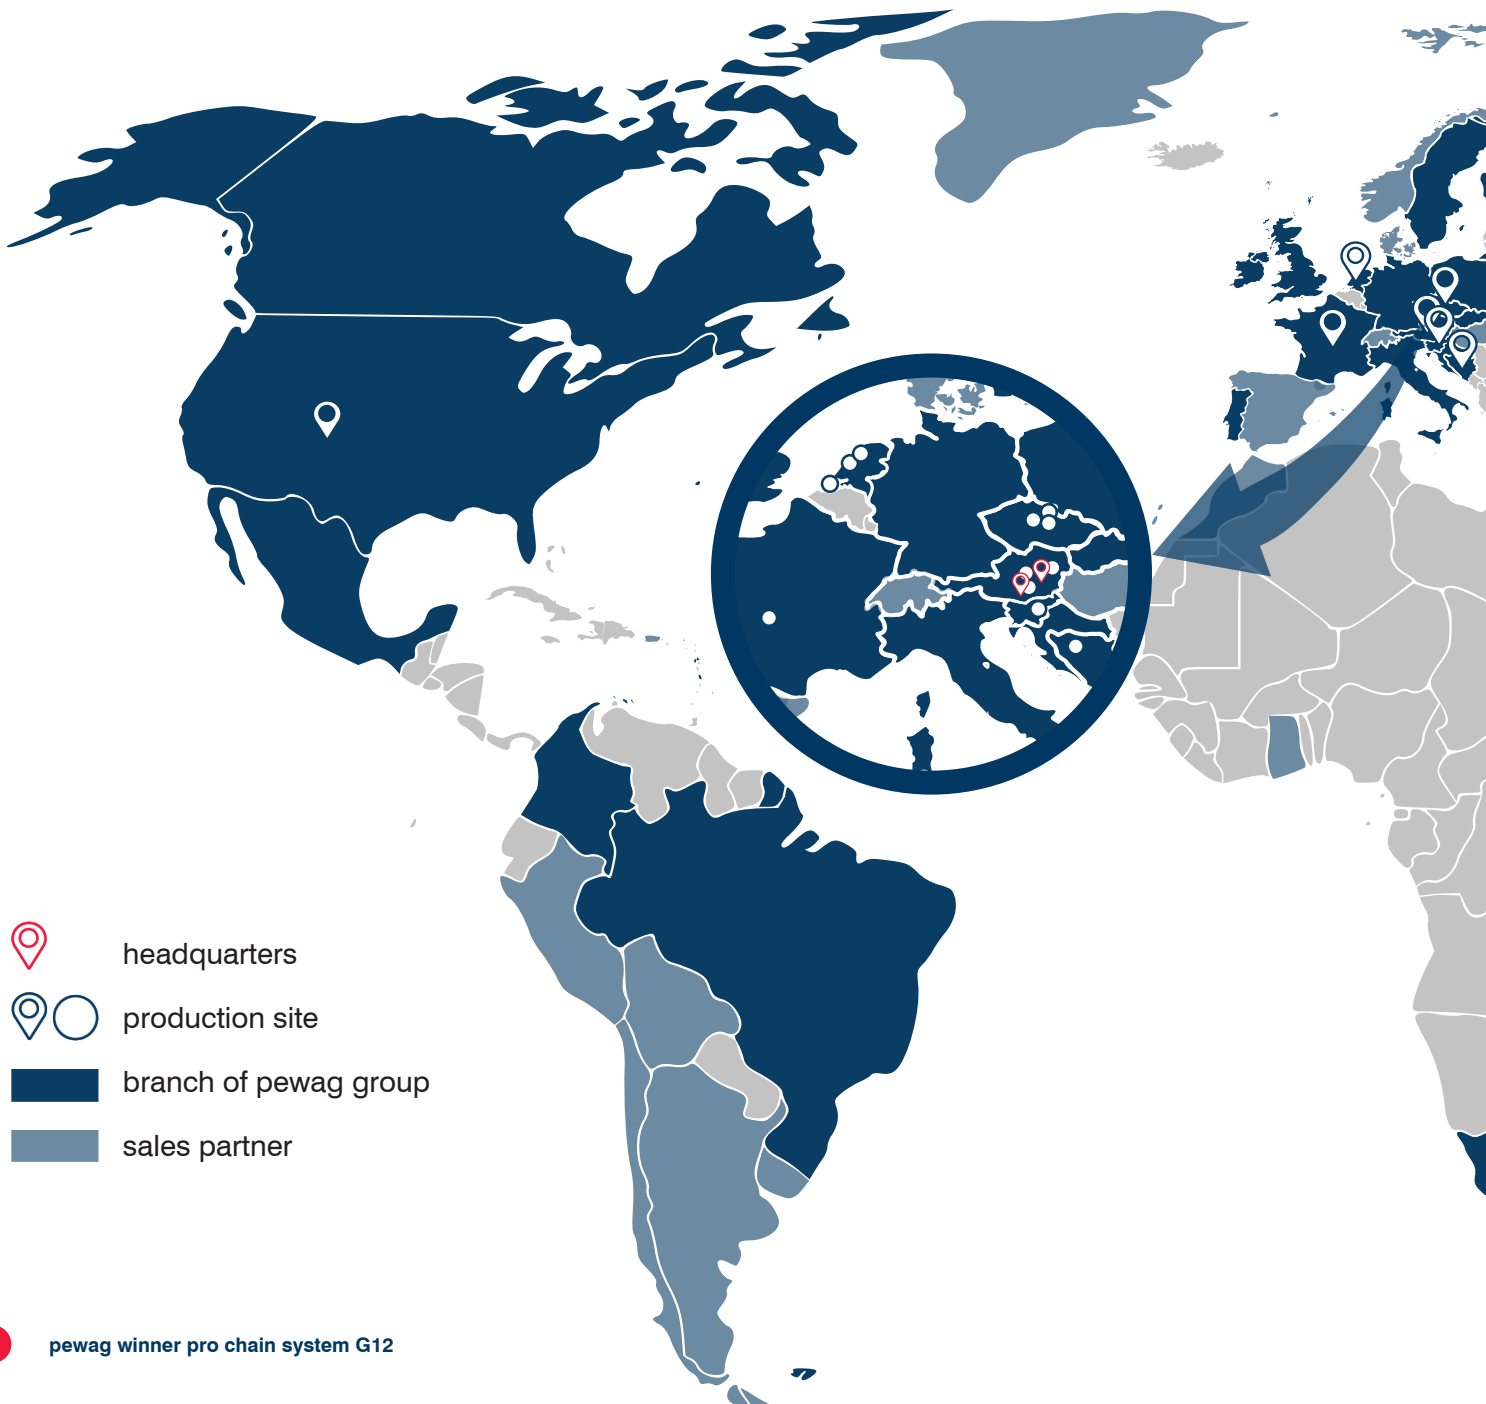 headquarters
production site
branch of pewag group
sales partner
pewag winner pro chain system G12